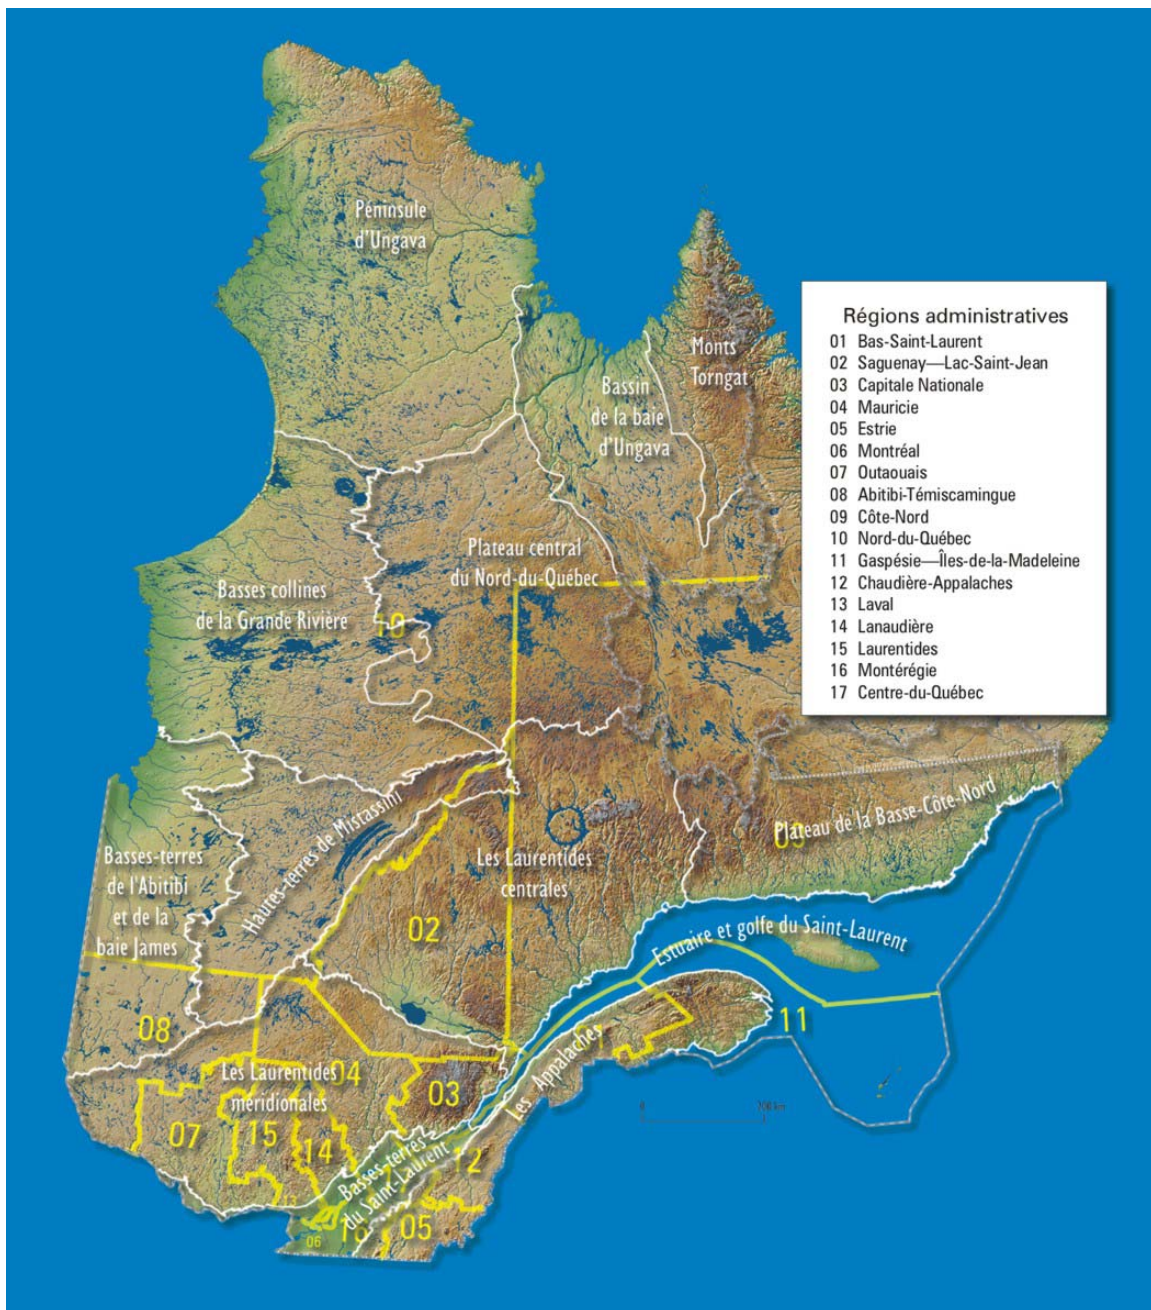 Péninsule
d'Ungava
Monts
Torngat
Bassin
de la baie
d'Ungava
Régions administratives
01 Bas-Saint-Laurent
02 Saguenay—Lac-Saint-Jean
03 Capitale Nationale
04 Mauricie
05 Estrie
06 Montréal
07 Outaouais
08 Abitibi-Témiscamingue
09 Côte-Nord
10 Nord-du-Québec
11 Gaspésie—Îles-de-la-Madeleine
12 Chaudière-Appalaches
13 Laval
14 Lanaudière
15 Laurentides
16 Montérégie
17 Centre-du-Québec
Plateau central
du Nord-du-Québec
Basses collines
de la Grande Rivière
10
Hautes-terres de Mistassini
Plateau de la Basse-Côte-Nord
09
Basses-terres
de l'Abitibi
et de la
baie James
Les Laurentides
centrales
02
Estuaire et golfe du Saint-Laurent
08
11
Les Appalaches
Les Laurentides
méridionales
04
03
0 200 km
07
15
14
12
Basses-terres
du Saint-Laurent
13
06
05